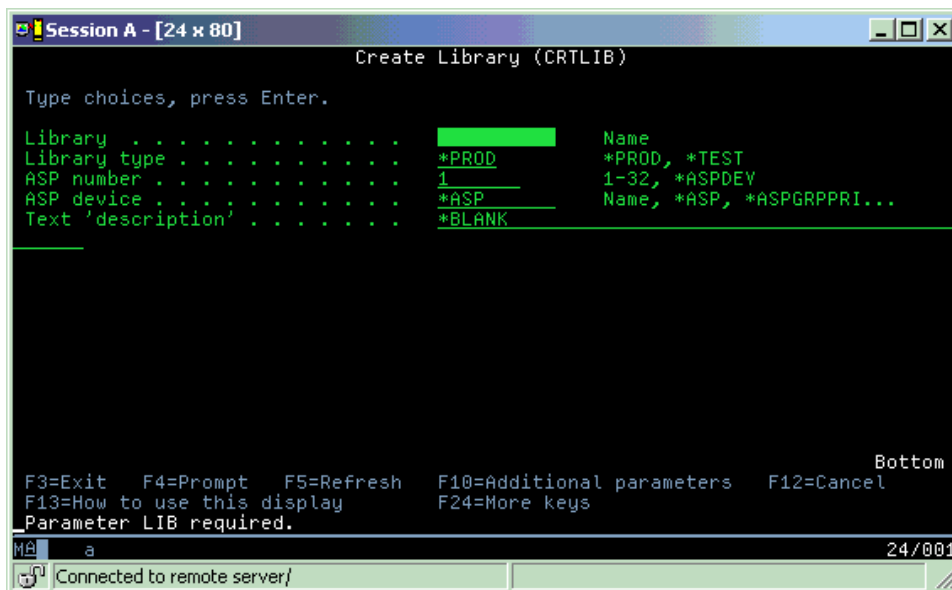 Session A - [24 x 80]
Create Library (CRTLIB)
Type choices, press Enter.
Library . . . . . . . . . . . . Name
Library type . . . . . . . . . . *PROD *PROD, *TEST
ASP number . . . . . . . . . . . 1 1-32, *ASPDEV
ASP device . . . . . . . . . . . *ASP Name, *ASP, *ASPGRPPRI...
Text 'description' . . . . . . . *BLANK
Bottom
F3=Exit F4=Prompt F5=Refresh F10=Additional parameters F12=Cancel
F13=How to use this display F24=More keys
Parameter LIB required.
MA a 24/001
Connected to remote server/